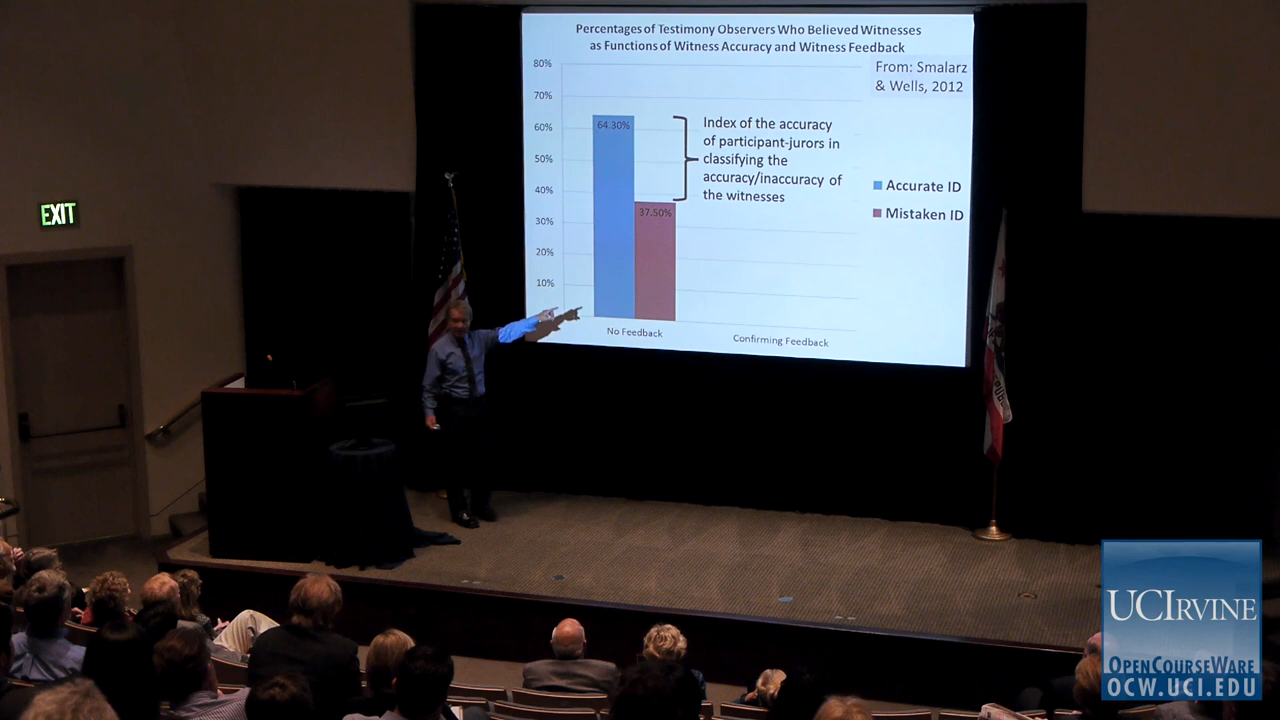 Percentages of Testimony Observers Who Believed Witnesses
as Functions of Witness Accuracy and Witness Feedback
From: Smalarz
& Wells, 2012
80%
70%
60%
50%
40%
30%
20%
10%
64.30%
37.50%
Index of the accuracy
of participant-jurors in
classifying the
accuracy/inaccuracy of
the witnesses
Accurate ID
Mistaken ID
No Feedback
Confirming Feedback
EXIT
UCIRVINE
OPENCOURSEWARE
OCW.UCI.EDU